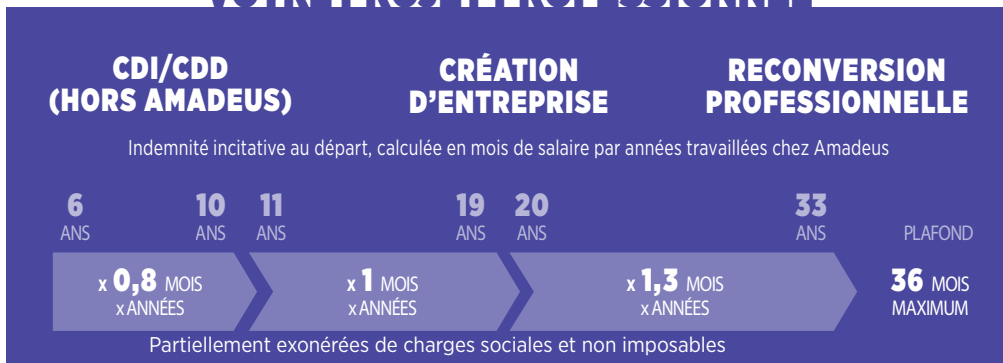 CDI/CDD
(HORS AMADEUS)
CRÉATION
D'ENTREPRISE
RECONVERSION
PROFESSIONNELLE
Indemnité incitative au départ, calculée en mois de salaire par années travaillées chez Amadeus
6 10 11 19 20 33
ANS ANS ANS ANS ANS ANS PLAFOND
x 0,8 MOIS x 1 MOIS x 1,3 MOIS 36 MOIS
x ANNÉES x ANNÉES x ANNÉES MAXIMUM
Partiellement exonérées de charges sociales et non imposables